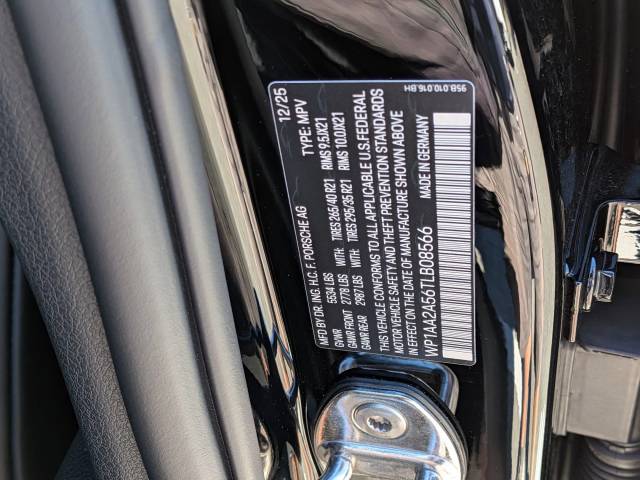 MFD BY DR. ING. H.C. F. PORSCHE AG 12/25
GVWR 5534 LBS TYPE: MPV
GAWR FRONT 2778 LBS WITH: TIRES 265/40 R21 RIMS 9.5JX21
GAWR REAR 2987 LBS WITH: TIRES 295/35 R21 RIMS 10.0JX21
THIS VEHICLE CONFORMS TO ALL APPLICABLE U.S. FEDERAL
MOTOR VEHICLE SAFETY AND THEFT PREVENTION STANDARDS
IN EFFECT ON THE DATE OF MANUFACTURE SHOWN ABOVE
WP1AA2A56TLB08566 MADE IN GERMANY
95B.010.016.BH